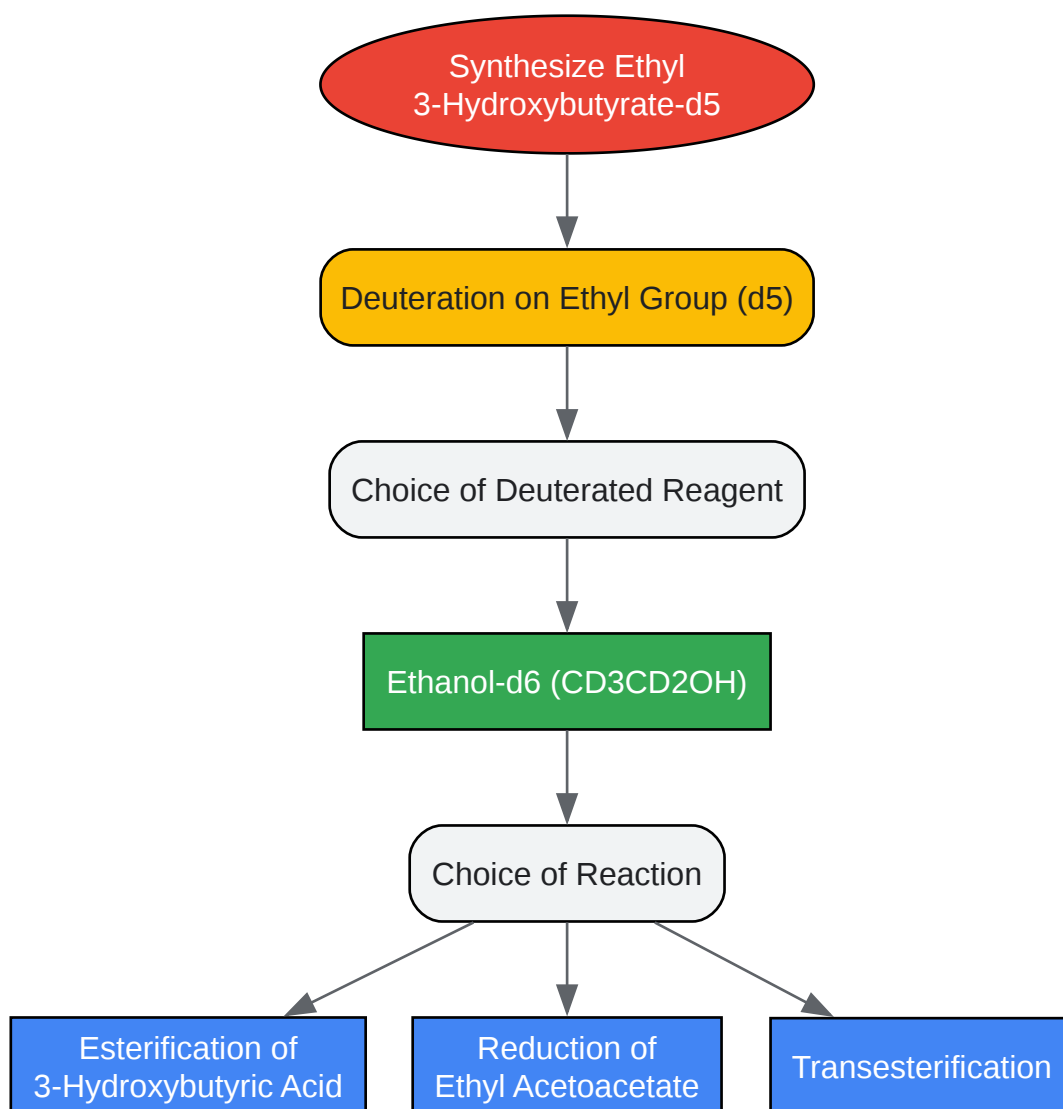 Synthesize Ethyl
3-Hydroxybutyrate-d5
Deuteration on Ethyl Group (d5)
Choice of Deuterated Reagent
Ethanol-d6 (CD3CD2OH)
Choice of Reaction
Esterification of
3-Hydroxybutyric Acid
Reduction of
Ethyl Acetoacetate
Transesterification